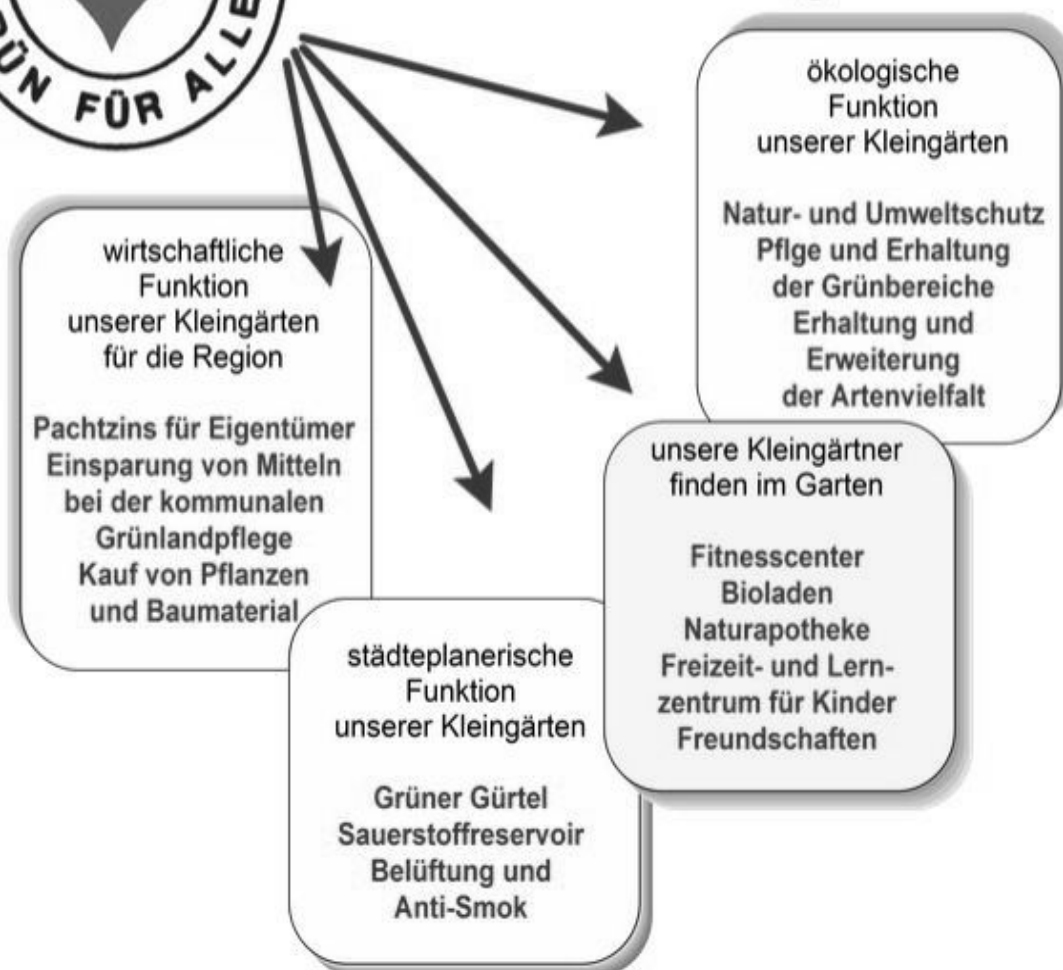 FÜR ALLE
ökologische
Funktion
unserer Kleingärten
Natur- und Umweltschutz
Pflge und Erhaltung
der Grünbereiche
Erhaltung und
Erweiterung
der Artenvielfalt
wirtschaftliche
Funktion
unserer Kleingärten
für die Region
Pachtzins für Eigentümer
Einsparung von Mitteln
bei der kommunalen
Grünlandpflege
Kauf von Pflanzen
und Baumaterial
städteplanerische
Funktion
unserer Kleingärten
Grüner Gürtel
Sauerstoffreservoir
Belüftung und
Anti-Smok
unsere Kleingärtner
finden im Garten
Fitnesscenter
Bioladen
Naturapotheke
Freizeit- und Lern-
zentrum für Kinder
Freundschaften